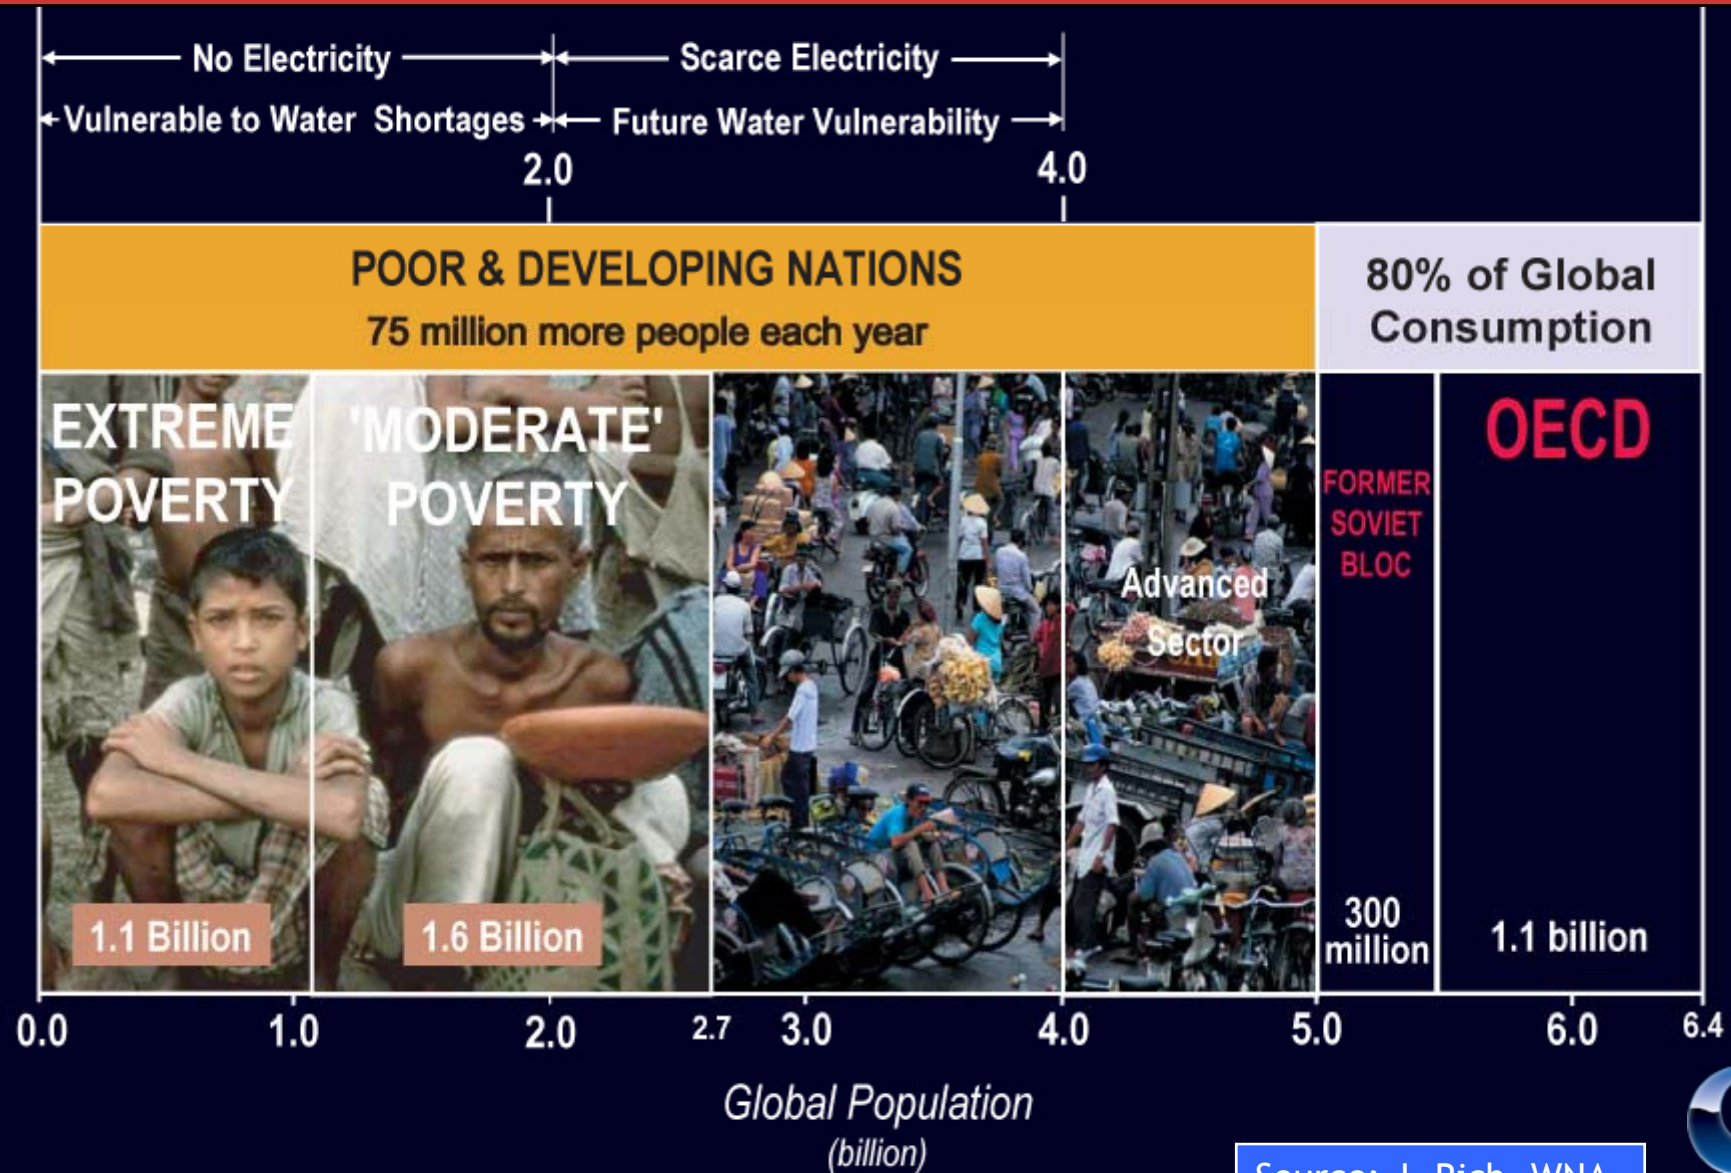 No Electricity
Scarce Electricity
Vulnerable to Water Shortages
Future Water Vulnerability
2.0
4.0
POOR & DEVELOPING NATIONS
75 million more people each year
80% of Global
Consumption
EXTREME
POVERTY
'MODERATE'
POVERTY
Advanced
Sector
FORMER
SOVIET
BLOC
OECD
1.1 Billion
1.6 Billion
300
million
1.1 billion
0.0
1.0
2.0
2.7
3.0
4.0
5.0
6.0
6.4
Global Population
(billion)
Source: J. Rich, WNA